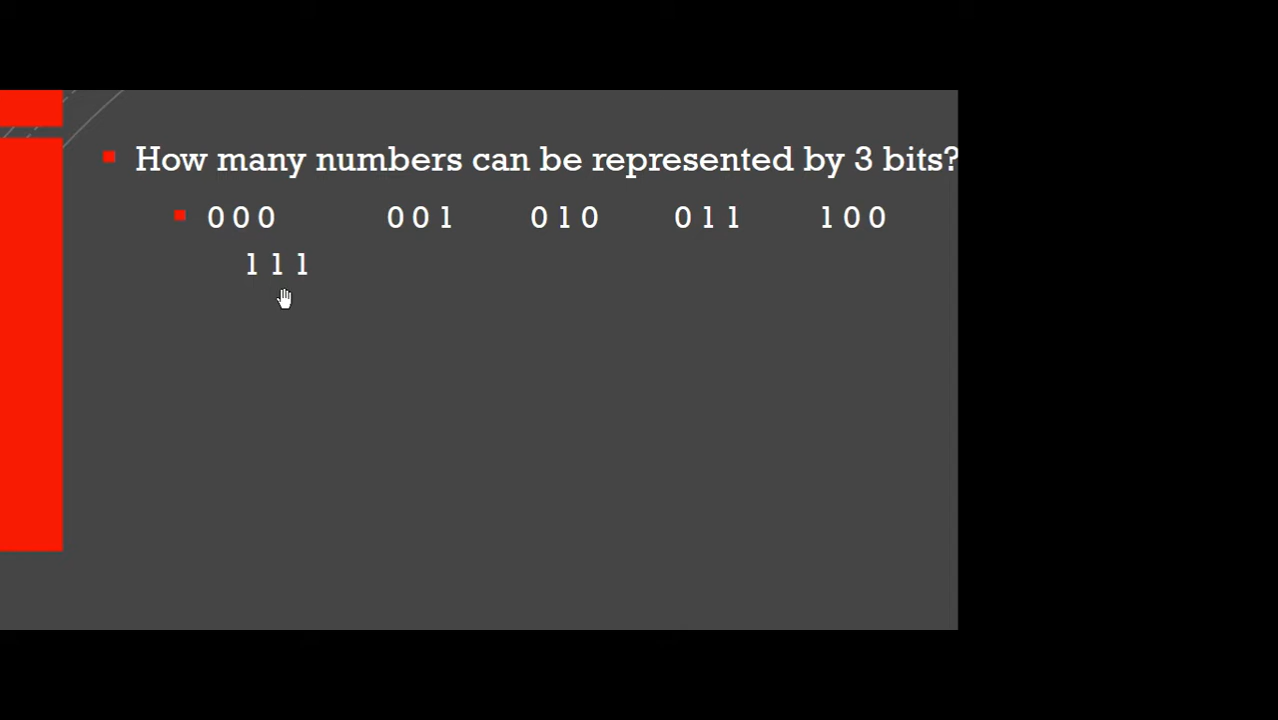 How many numbers can be represented by 3 bits?
0 0 0 0 0 1 0 1 0 0 1 1 1 0 0
1 1 1